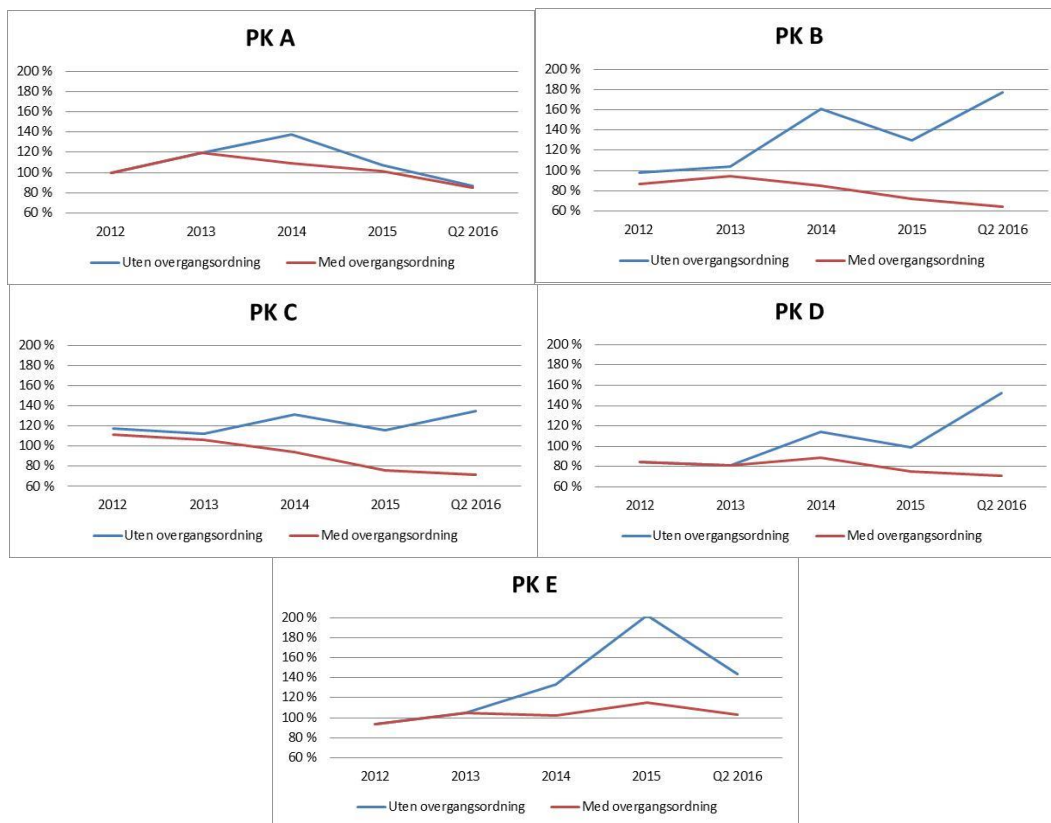 PK A
200 %
180 %
160 %
140 %
120 %
100 %
80 %
60 %
2012 2013 2014 2015 Q2 2016
Uten overgangsordning Med overgangsordning
PK B
200 %
180 %
160 %
140 %
120 %
100 %
80 %
60 %
2012 2013 2014 2015 Q2 2016
Uten overgangsordning Med overgangsordning
PK C
200 %
180 %
160 %
140 %
120 %
100 %
80 %
60 %
2012 2013 2014 2015 Q2 2016
Uten overgangsordning Med overgangsordning
PK D
200 %
180 %
160 %
140 %
120 %
100 %
80 %
60 %
2012 2013 2014 2015 Q2 2016
Uten overgangsordning Med overgangsordning
PK E
200 %
180 %
160 %
140 %
120 %
100 %
80 %
60 %
2012 2013 2014 2015 Q2 2016
Uten overgangsordning Med overgangsordning